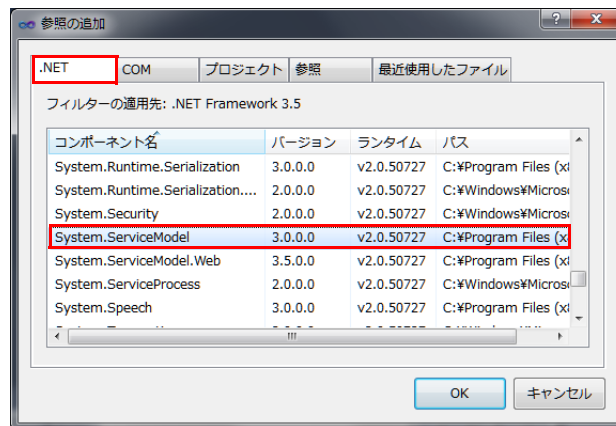 参照の追加
.NET COM プロジェクト 参照 最近使用したファイル
フィルターの適用先: .NET Framework 3.5
コンポーネント名 バージョン ランタイム パス
System.Runtime.Serialization 3.0.0.0 v2.0.50727 C:¥Program Files (x
System.Runtime.Serialization.... 2.0.0.0 v2.0.50727 C:¥Windows¥Microso
System.Security 2.0.0.0 v2.0.50727 C:¥Windows¥Microso
System.ServiceModel 3.0.0.0 v2.0.50727 C:¥Program Files (x
System.ServiceModel.Web 3.5.0.0 v2.0.50727 C:¥Program Files (x
System.ServiceProcess 2.0.0.0 v2.0.50727 C:¥Windows¥Microso
System.Speech 3.0.0.0 v2.0.50727 C:¥Program Files (x
OK キャンセル